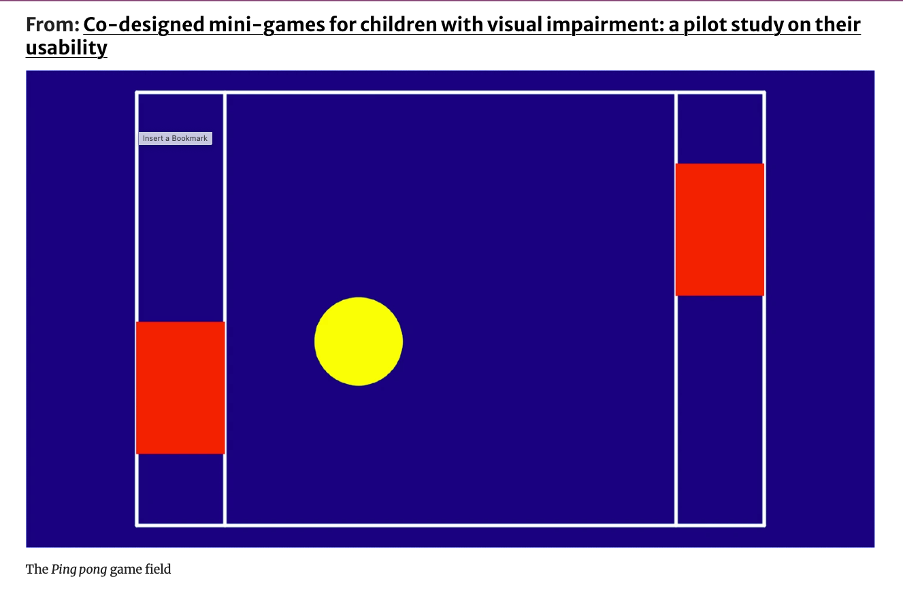 From: Co-designed mini-games for children with visual impairment: a pilot study on their
usability
Insert a Bookmark
The Ping pong game field